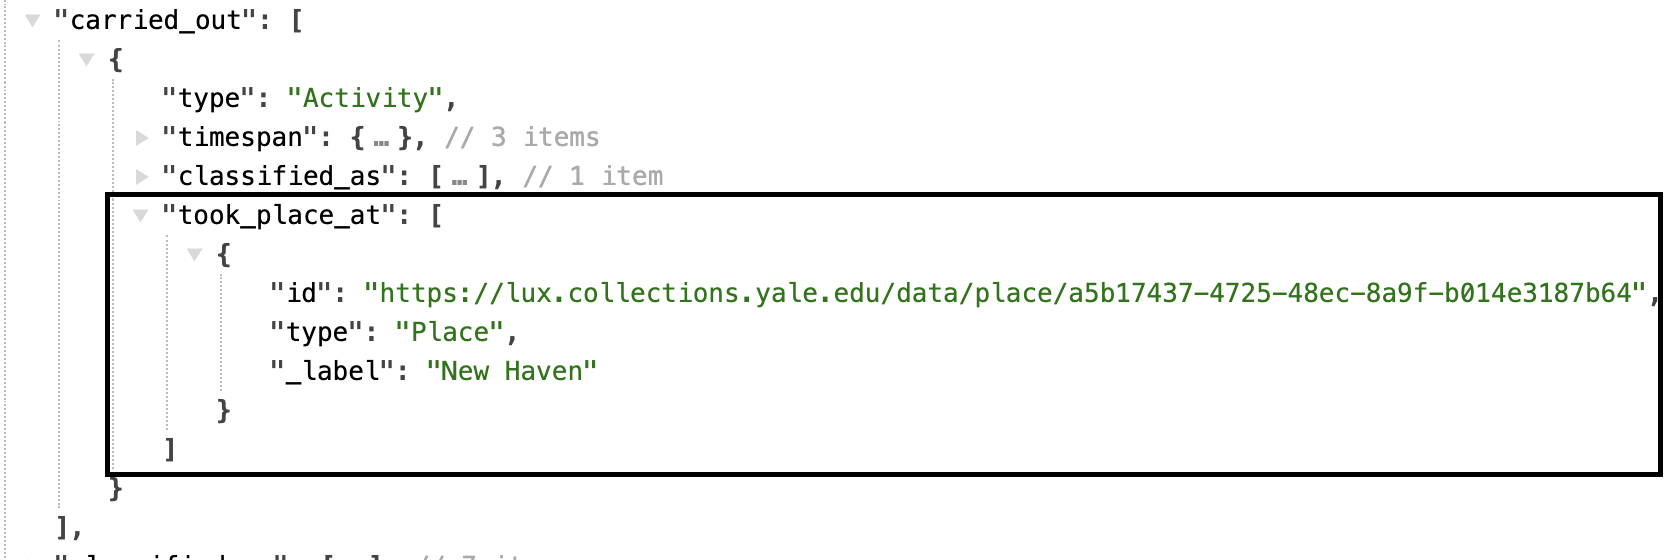 "carried_out": [
{
"type": "Activity",
"timespan": { … }, // 3 items
"classified_as": [ … ], // 1 item
"took_place_at": [
{
"id": "https://lux.collections.yale.edu/data/place/a5b17437-4725-48ec-8a9f-b014e3187b64",
"type": "Place",
"_label": "New Haven"
}
]
}
],